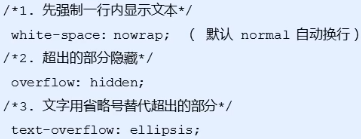 /*1. 先强制一行内显示文本*/
white-space: nowrap; （ 默认 normal 自动换行）
/*2. 超出的部分隐藏*/
overflow: hidden;
/*3. 文字用省略号替代超出的部分*/
text-overflow: ellipsis;